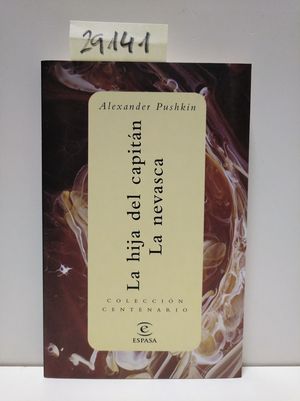 29141
Alexander Pushkin
La hija del capitán
La nevasca
COLECCIÓN
CENTENARIO
e
ESPASA